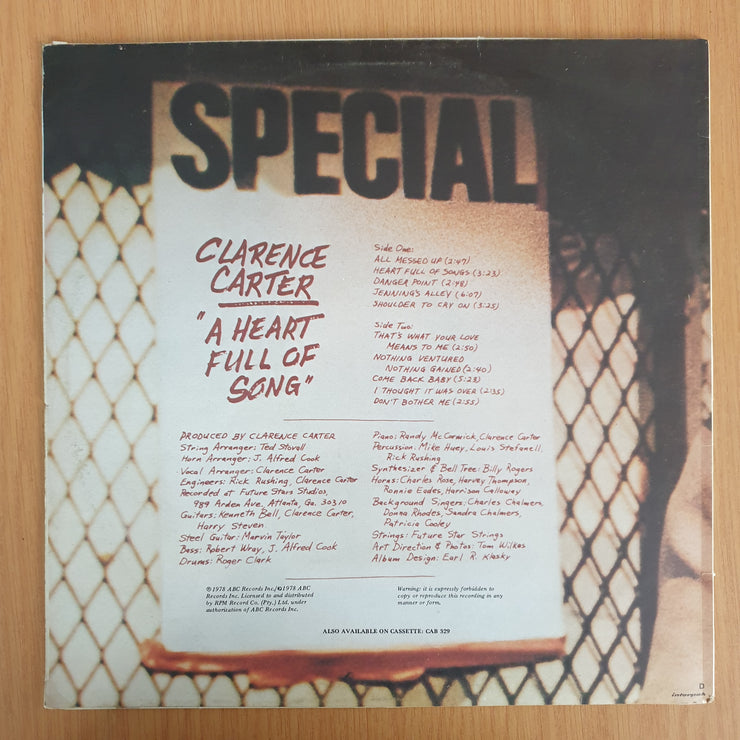 SPECIAL
CLARENCE
CARTER
"A HEART
FULL OF
SONG"
Side One:
ALL MESSED UP (2:47)
HEART FULL OF SONGS (3:23)
DANGER POINT (2:48)
JENNING'S ALLEY (6:07)
SHOULDER TO CRY ON (3:25)
Side Two:
THAT'S WHAT YOUR LOVE
MEANS TO ME (2:50)
NOTHING VENTURED
NOTHING GAINED (2:40)
COME BACK BABY (5:23)
I THOUGHT IT WAS OVER (2:35)
DON'T BOTHER ME (2:55)
PRODUCED BY CLARENCE CARTER
String Arranger: Ted Stovall
Horn Arranger: J. Alfred Cook
Vocal Arranger: Clarence Carter
Engineers: Rick Rushing, Clarence Carter
Recorded at Future Stars Studios,
989 Arden Ave, Atlanta, Ga. 30310
Guitars: Kenneth Bell, Clarence Carter,
Harry Steven
Steel Guitar: Marvin Taylor
Bass: Robert Wray, J. Alfred Cook
Drums: Roger Clark
Piano: Randy McCormick, Clarence Carter
Percussion: Mike Huey, Louis Stefanell,
Rick Rushing
Synthesizer & Bell Tree: Billy Rogers
Horns: Charles Rose, Harvey Thompson,
Ronnie Eades, Harrison Calloway
Background Singers: Charles Chalmers,
Donna Rhodes, Sandra Chalmers,
Patricia Cooley
Strings: Future Star Strings
Art Direction & Photos: Tom Wilkes
Album Design: Earl R. Klasky
℗ 1978 ABC Records Inc./© 1978 ABC
Records Inc. Licensed to and distributed
by RPM Record Co. (Pty.) Ltd. under
authorization of ABC Records Inc.
Warning: it is expressly forbidden to
copy or reproduce this recording in any
manner or form.
ALSO AVAILABLE ON CASSETTE: CAB 329
D